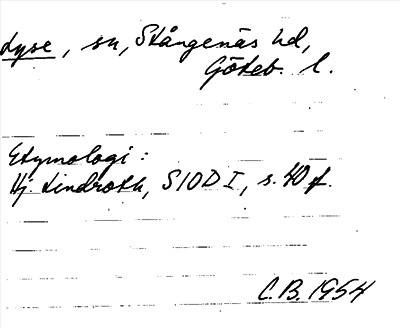 Lyse, sn, Stångenäs hd,
Göteb. l.
Etymologi:
Hj. Lindroth, SIOD I, s. 40 f.
C.B. 1954